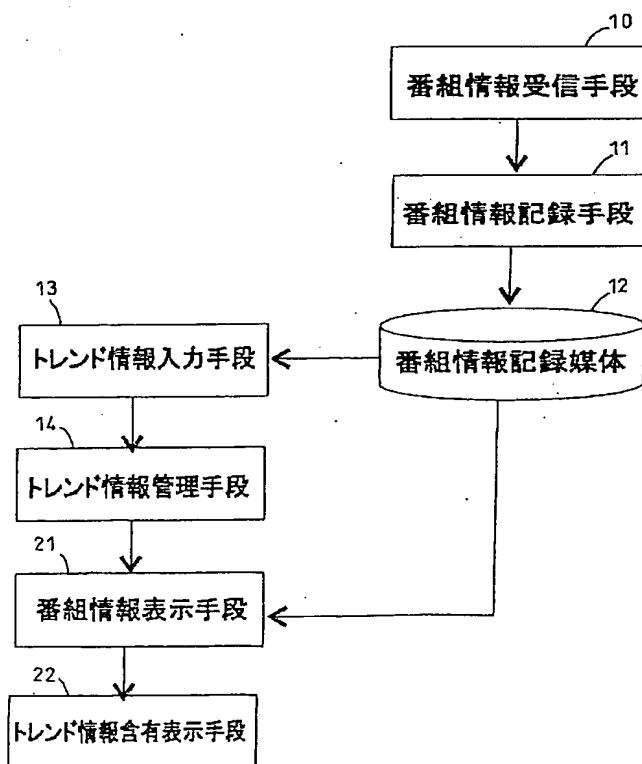 10
番組情報受信手段
11
番組情報記録手段
12
番組情報記録媒体
13
トレンド情報入力手段
14
トレンド情報管理手段
21
番組情報表示手段
22
トレンド情報含有表示手段